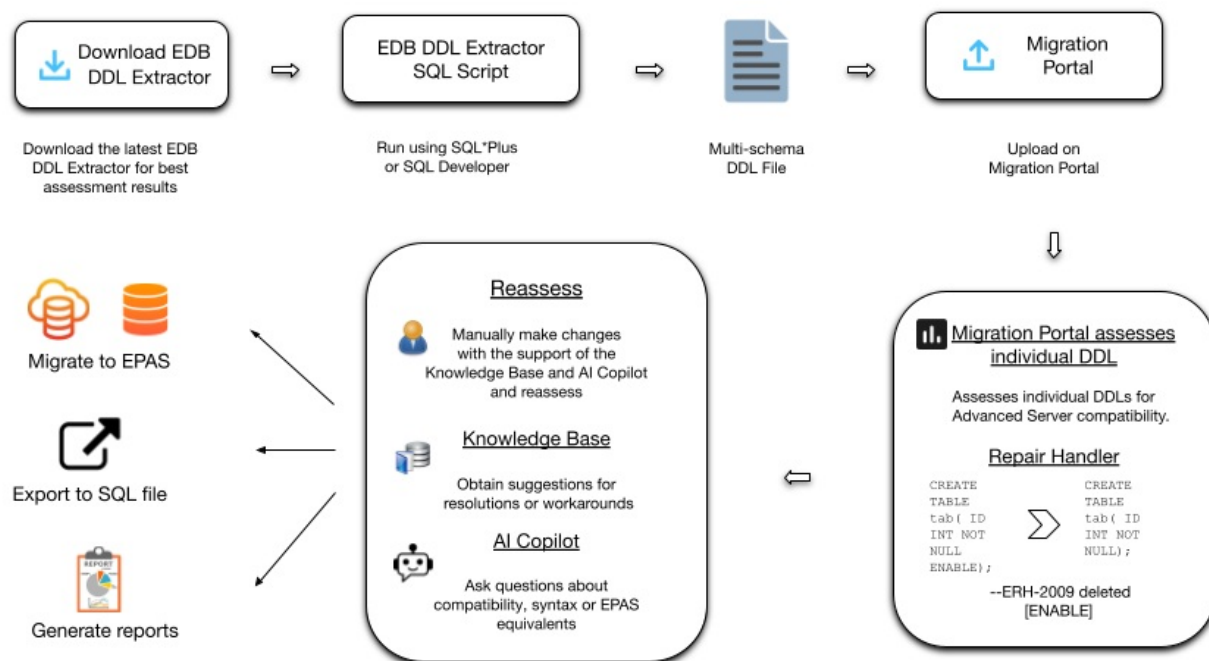 Download EDB
DDL Extractor
Download the latest EDB
DDL Extractor for best
assessment results
EDB DDL Extractor
SQL Script
Run using SQL*Plus
or SQL Developer
Multi-schema
DDL File
Migration
Portal
Upload on
Migration Portal
Migration Portal assesses
individual DDL
Assesses individual DDLs for
Advanced Server compatibility.
Repair Handler
CREATE
TABLE
tab( ID
INT NOT
NULL
ENABLE);
CREATE
TABLE
tab( ID
INT NOT
NULL);
--ERH-2009 deleted
[ENABLE]
Reassess
Manually make changes
with the support of the
Knowledge Base and AI Copilot
and reassess
Knowledge Base
Obtain suggestions for
resolutions or workarounds
AI Copilot
Ask questions about
compatibility, syntax or EPAS
equivalents
Migrate to EPAS
Export to SQL file
REPORT
Generate reports